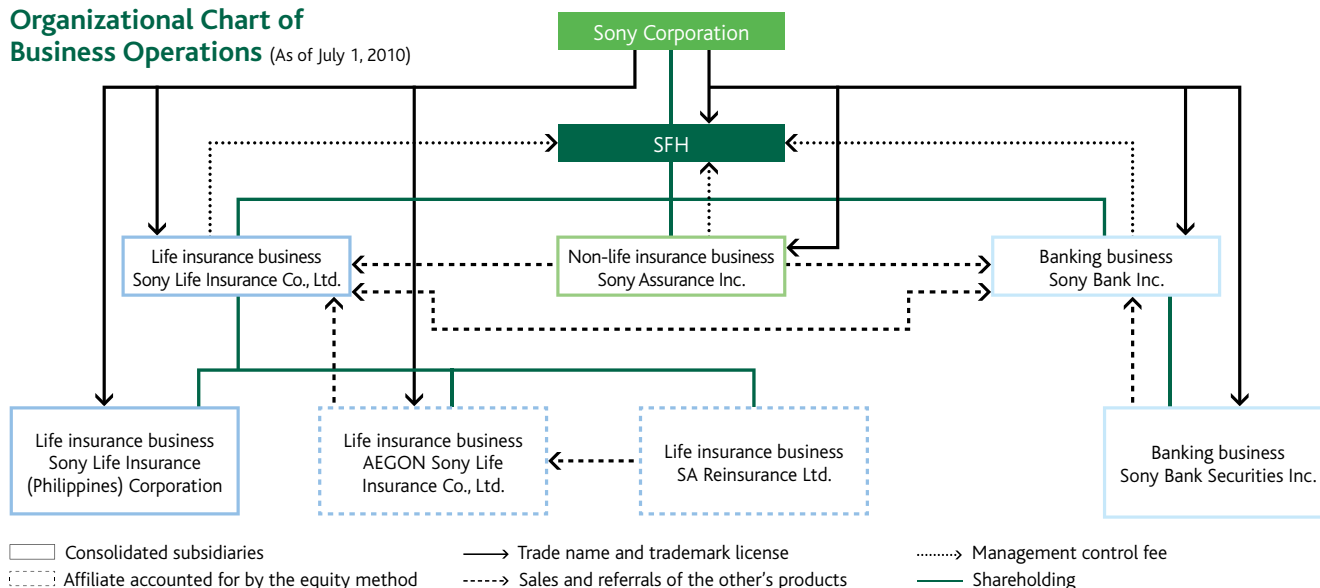 Organizational Chart of
Business Operations (As of July 1, 2010)
Sony Corporation
SFH
Life insurance business
Sony Life Insurance Co., Ltd.
Non-life insurance business
Sony Assurance Inc.
Banking business
Sony Bank Inc.
Life insurance business
Sony Life Insurance
(Philippines) Corporation
Life insurance business
AEGON Sony Life
Insurance Co., Ltd.
Life insurance business
SA Reinsurance Ltd.
Banking business
Sony Bank Securities Inc.
Consolidated subsidiaries
Trade name and trademark license
Management control fee
Affiliate accounted for by the equity method
Sales and referrals of the other's products
Shareholding